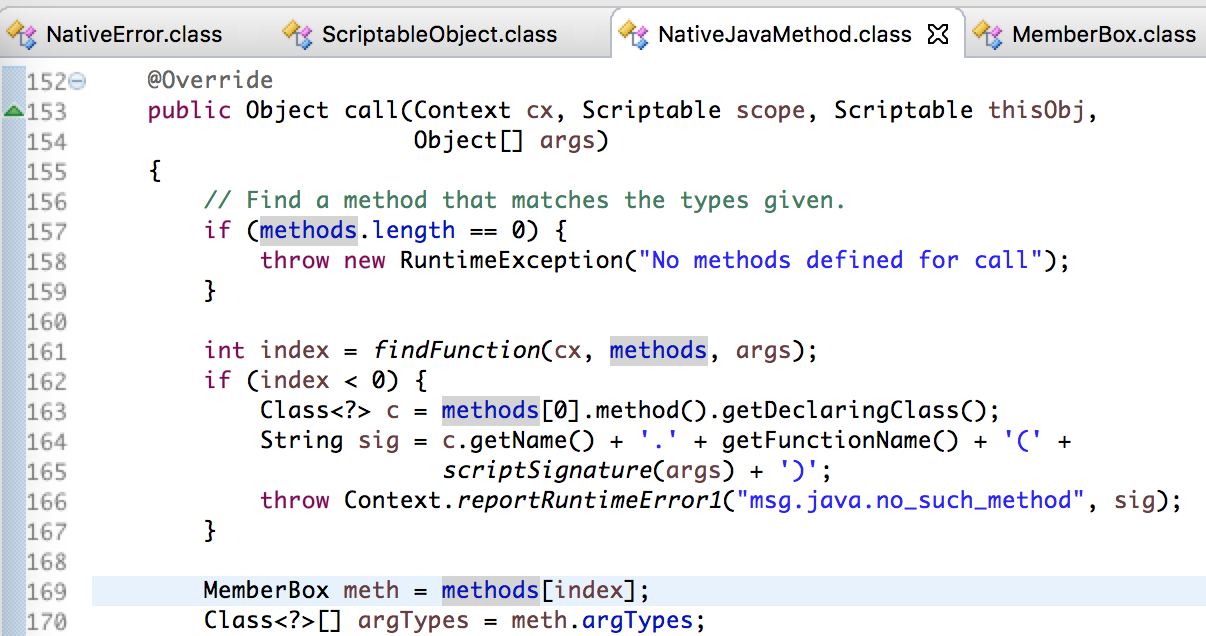 NativeError.class ScriptableObject.class NativeJavaMethod.class MemberBox.class
152 @Override
153 public Object call(Context cx, Scriptable scope, Scriptable thisObj,
154 Object[] args)
155 {
156 // Find a method that matches the types given.
157 if (methods.length == 0) {
158 throw new RuntimeException("No methods defined for call");
159 }
160
161 int index = findFunction(cx, methods, args);
162 if (index < 0) {
163 Class<?> c = methods[0].method().getDeclaringClass();
164 String sig = c.getName() + '.' + getFunctionName() + '(' +
165 scriptSignature(args) + ')';
166 throw Context.reportRuntimeError1("msg.java.no_such_method", sig);
167 }
168
169 MemberBox meth = methods[index];
170 Class<?>[] argTypes = meth.argTypes;